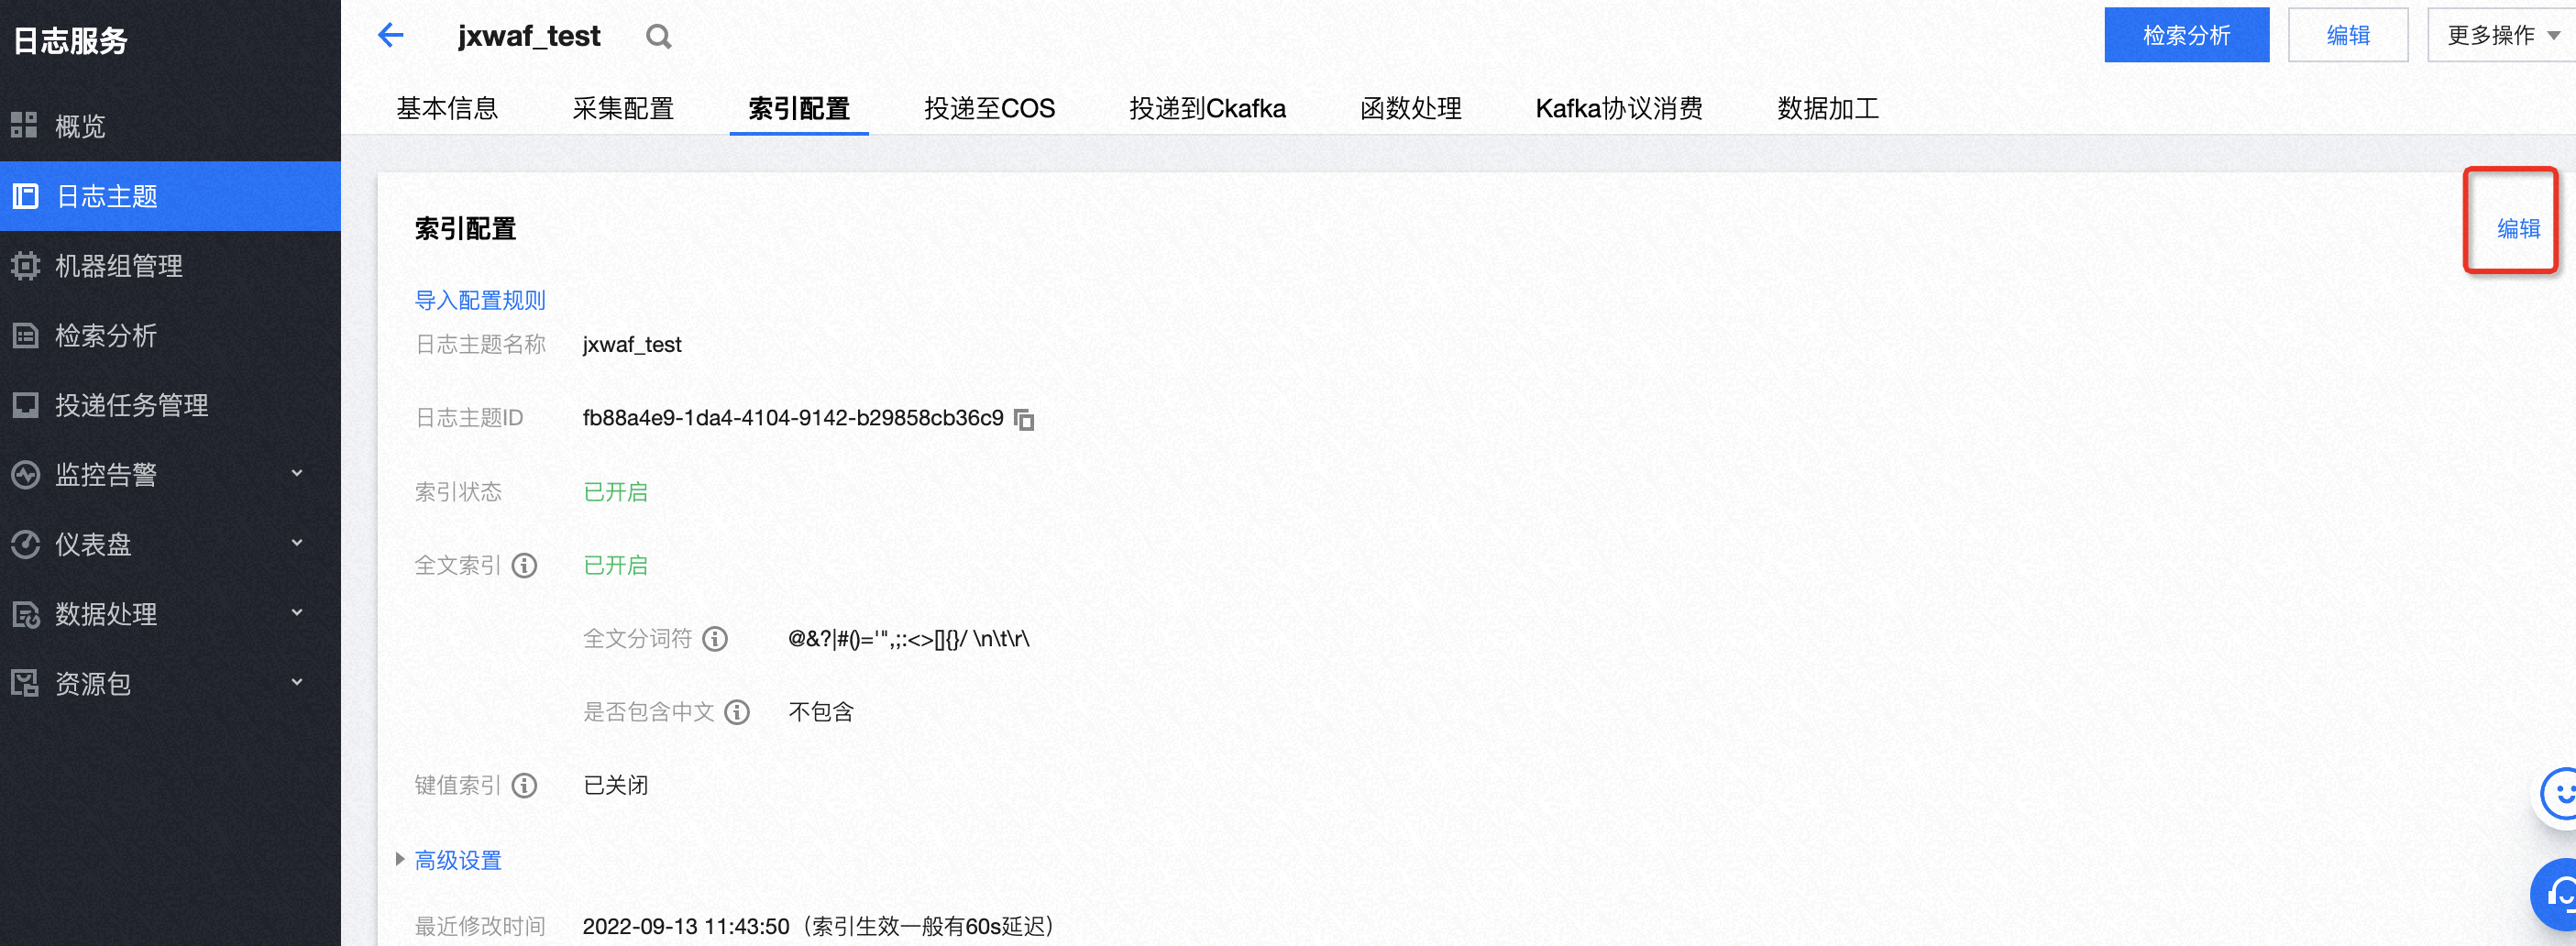 日志服务
概览
日志主题
机器组管理
检索分析
投递任务管理
监控告警
仪表盘
数据处理
资源包
jxwaf_test
检索分析
编辑
更多操作
基本信息
采集配置
索引配置
投递至COS
投递到Ckafka
函数处理
Kafka协议消费
数据加工
索引配置
编辑
导入配置规则
日志主题名称 jxwaf_test
日志主题ID fb88a4e9-1da4-4104-9142-b29858cb36c9
索引状态 已开启
全文索引 已开启
全文分词符 @&?|#()='",;:<>[]{}/ \n\t\r\
是否包含中文 不包含
键值索引 已关闭
高级设置
最近修改时间 2022-09-13 11:43:50（索引生效一般有60s延迟）